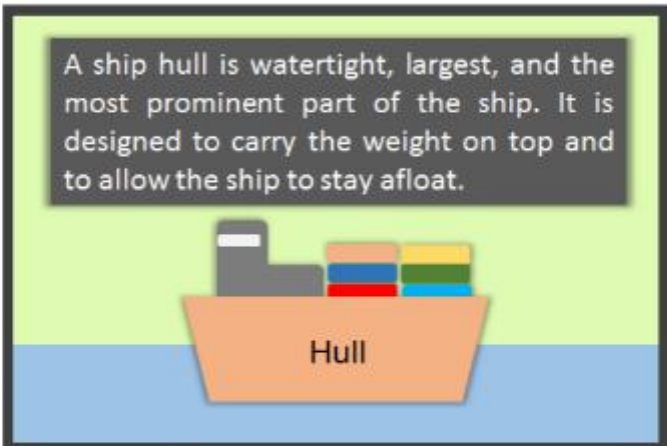 A ship hull is watertight, largest, and the
most prominent part of the ship. It is
designed to carry the weight on top and
to allow the ship to stay afloat.
Hull